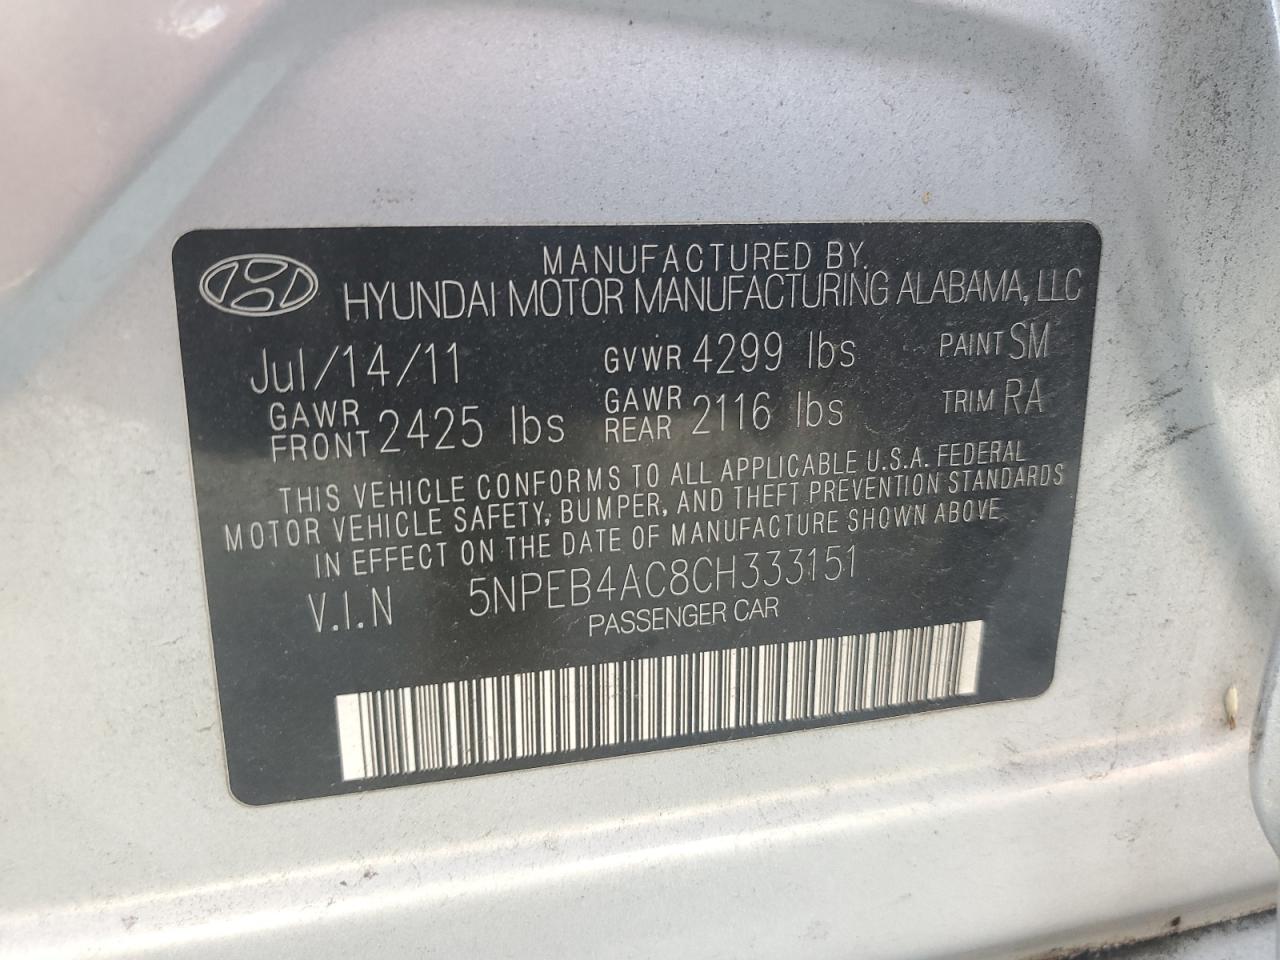 MANUFACTURED BY
HYUNDAI MOTOR MANUFACTURING ALABAMA, LLC
Jul/14/11 GVWR 4299 lbs PAINT SM
GAWR FRONT 2425 lbs GAWR REAR 2116 lbs TRIM RA
THIS VEHICLE CONFORMS TO ALL APPLICABLE U.S.A. FEDERAL
MOTOR VEHICLE SAFETY, BUMPER, AND THEFT PREVENTION STANDARDS
IN EFFECT ON THE DATE OF MANUFACTURE SHOWN ABOVE
V.I.N 5NPEB4AC8CH333151
PASSENGER CAR